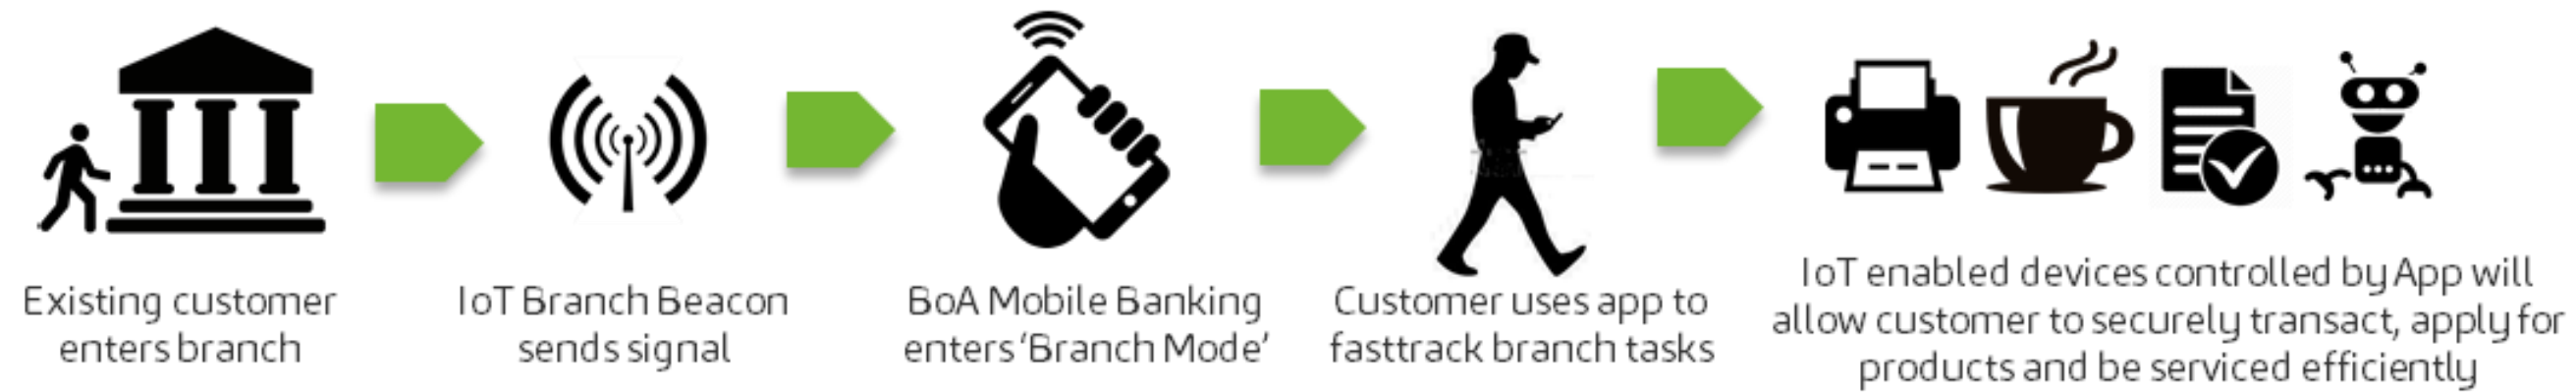 Existing customer
enters branch
IoT Branch Beacon
sends signal
BoA Mobile Banking
enters ‘Branch Mode’
Customer uses app to
fasttrack branch tasks
IoT enabled devices controlled by App will
allow customer to securely transact, apply for
products and be serviced efficiently